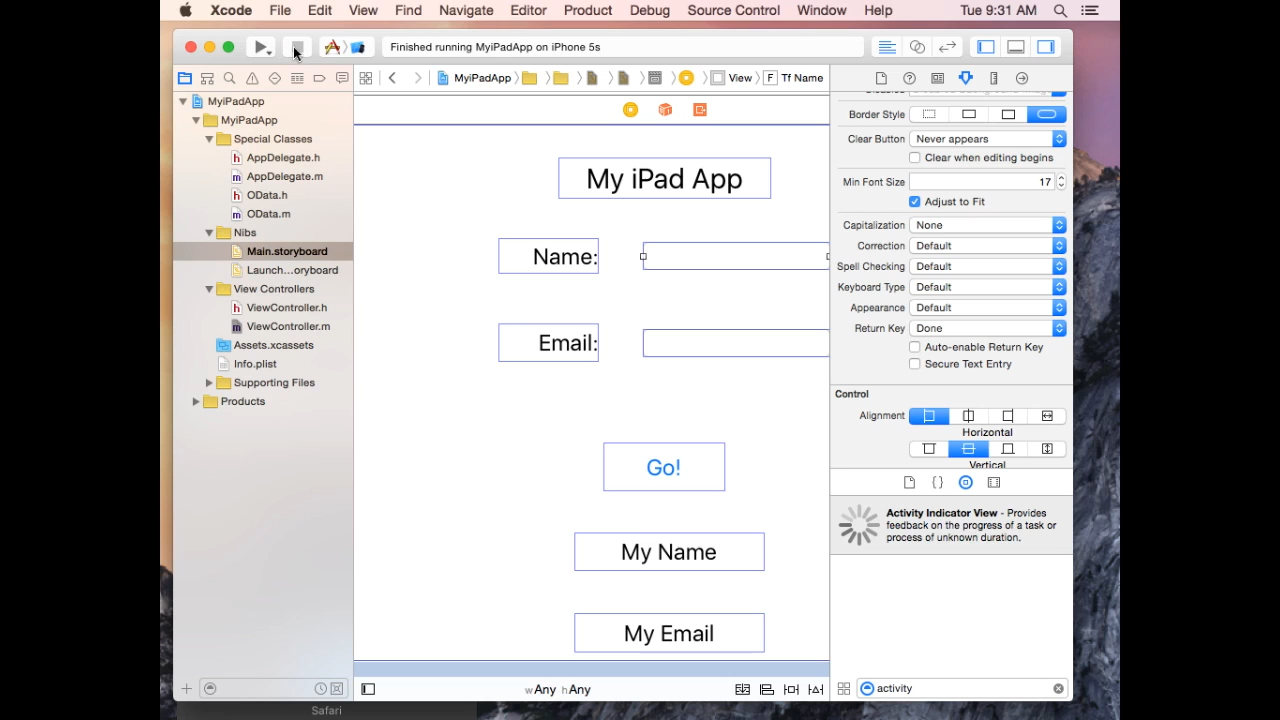 Xcode File Edit View Find Navigate Editor Product Debug Source Control Window Help Tue 9:31 AM
Finished running MyiPadApp on iPhone 5s
MyiPadApp View F Tf Name
MyiPadApp
MyiPadApp
Special Classes
h AppDelegate.h
m AppDelegate.m
h OData.h
m OData.m
Nibs
Main.storyboard
Launch...oryboard
View Controllers
h ViewController.h
m ViewController.m
Assets.xcassets
Info.plist
Supporting Files
Products
My iPad App
Name:
Email:
Go!
My Name
My Email
wAny hAny
Border Style
Clear Button Never appears
Clear when editing begins
Min Font Size 17
Adjust to Fit
Capitalization None
Correction Default
Spell Checking Default
Keyboard Type Default
Appearance Default
Return Key Done
Auto-enable Return Key
Secure Text Entry
Control
Alignment
Horizontal
Vertical
{ }
Activity Indicator View - Provides
feedback on the progress of a task or
process of unknown duration.
activity
Safari